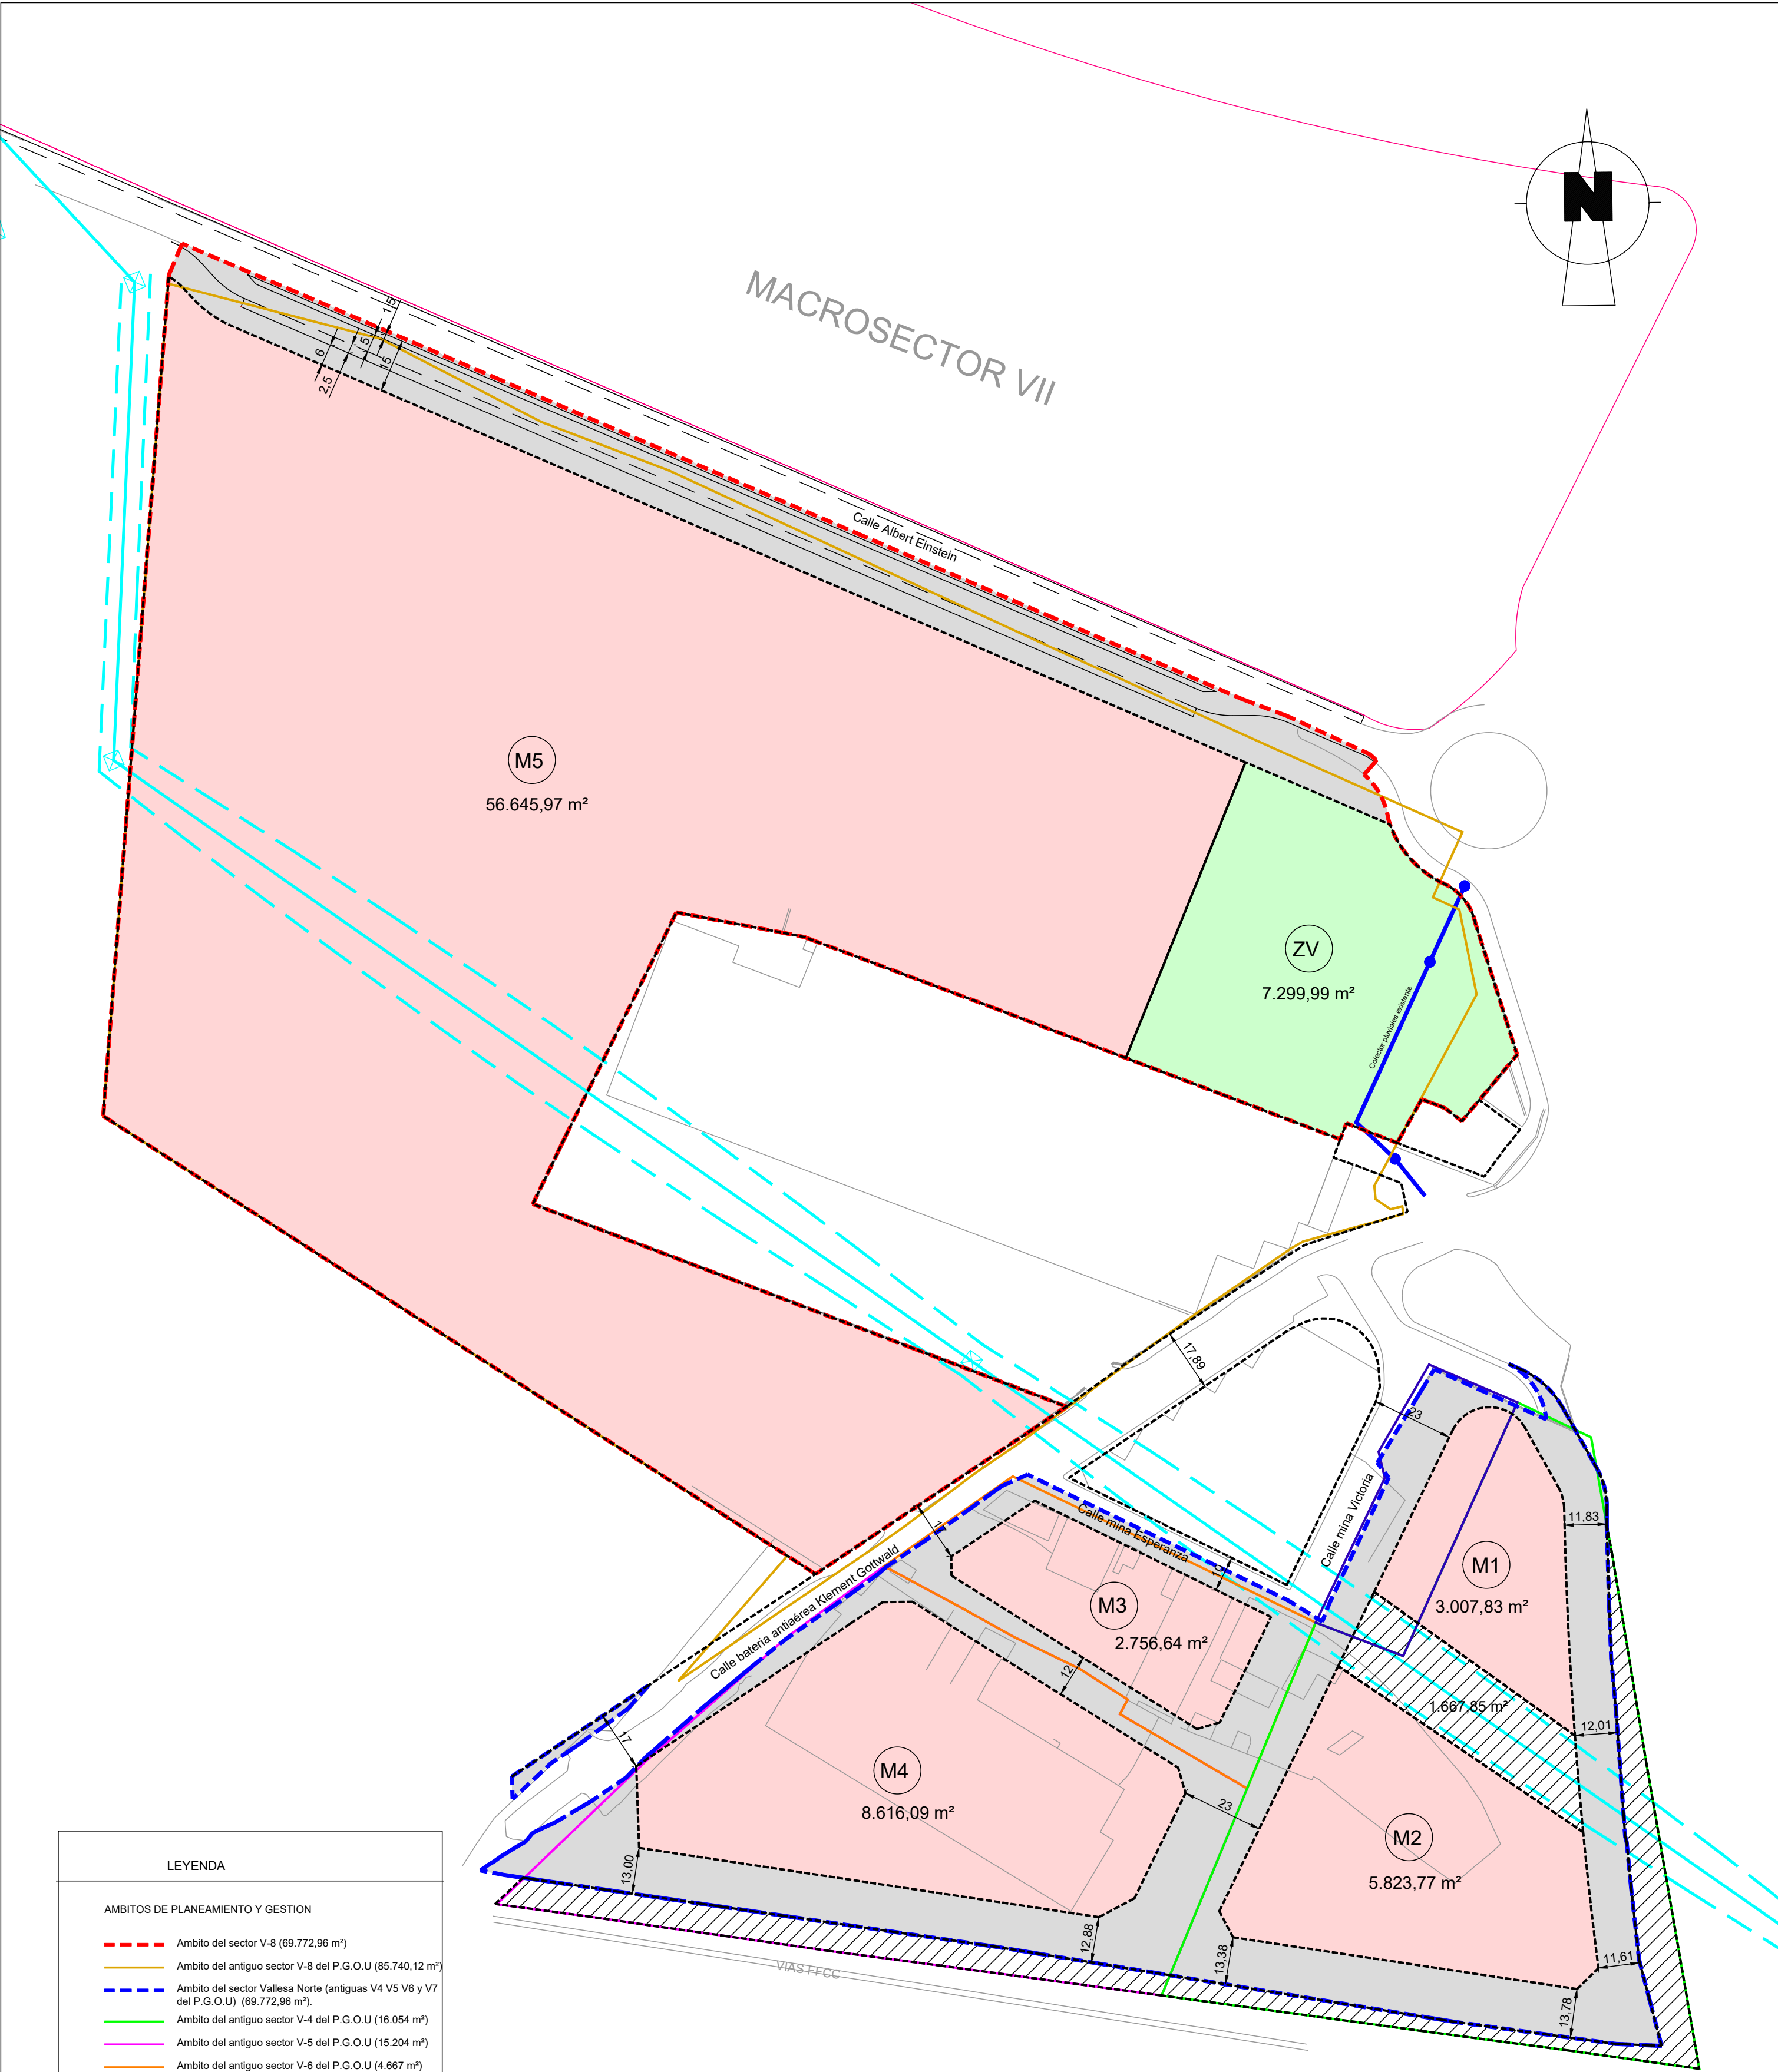 N
MACROSECTOR VII
1.5
5
15
6
2,5
Calle Albert Einstein
M5
56.645,97 m²
ZV
7.299,99 m²
Colector pluviales existente
17.89
23
11,83
Calle mina Victoria
M1
3.007,83 m²
Calle mina Esperanza
10
M3
2.756,64 m²
Calle bateria antiaérea Klement Gottwald
12
1.667,85 m²
12,01
17
M4
8.616,09 m²
23
M2
5.823,77 m²
13,00
12,88
13,38
11,61
13,78
VIAS FFCC
LEYENDA
AMBITOS DE PLANEAMIENTO Y GESTION
Ambito del sector V-8 (69.772,96 m²)
Ambito del antiguo sector V-8 del P.G.O.U (85.740,12 m²)
Ambito del sector Vallesa Norte (antiguas V4 V5 V6 y V7
del P.G.O.U) (69.772,96 m²).
Ambito del antiguo sector V-4 del P.G.O.U (16.054 m²)
Ambito del antiguo sector V-5 del P.G.O.U (15.204 m²)
Ambito del antiguo sector V-6 del P.G.O.U (4.667 m²)